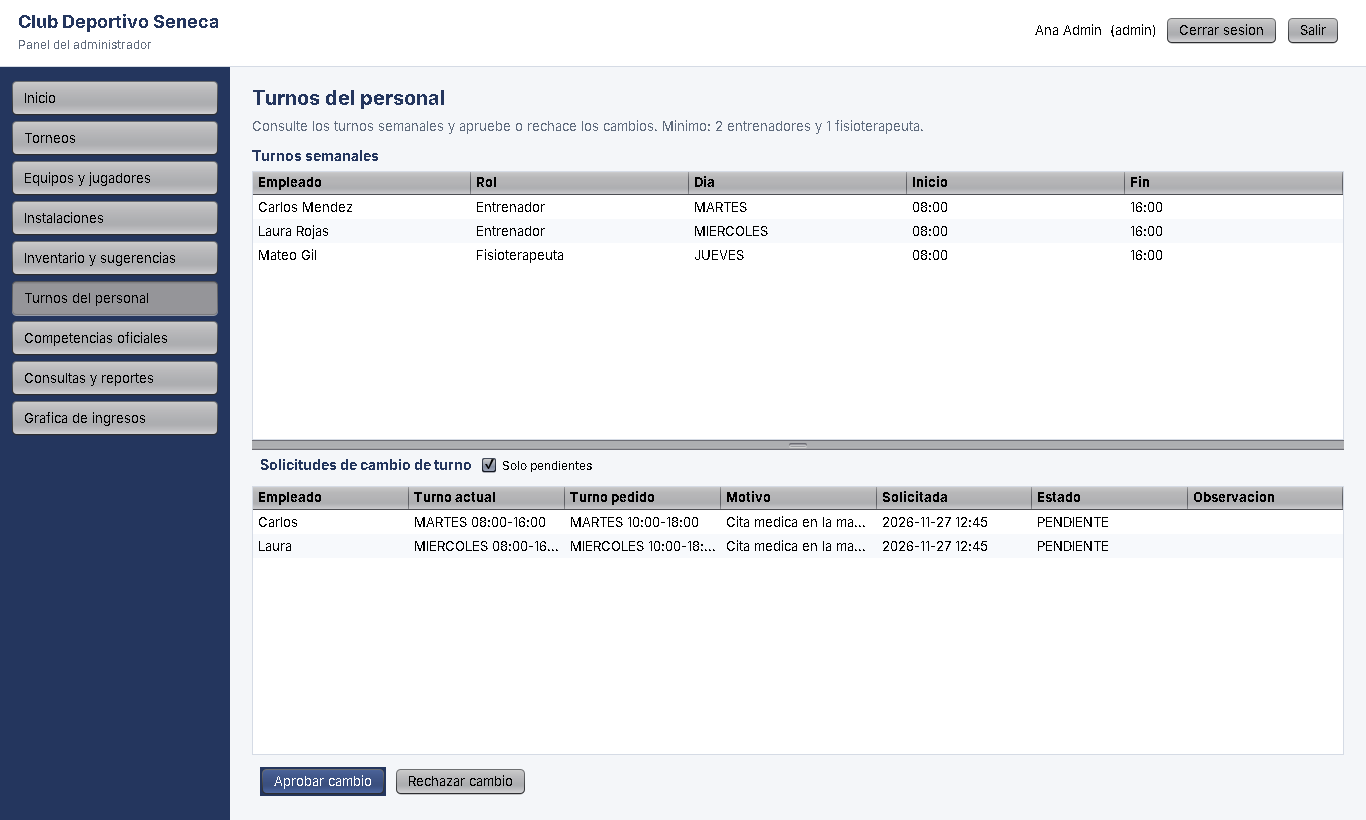 Club Deportivo Seneca
Panel del administrador
Ana Admin (admin) Cerrar sesion Salir
Inicio
Torneos
Equipos y jugadores
Instalaciones
Inventario y sugerencias
Turnos del personal
Competencias oficiales
Consultas y reportes
Grafica de ingresos
Turnos del personal
Consulte los turnos semanales y apruebe o rechace los cambios. Minimo: 2 entrenadores y 1 fisioterapeuta.
Turnos semanales
Empleado Rol Dia Inicio Fin
Carlos Mendez Entrenador MARTES 08:00 16:00
Laura Rojas Entrenador MIERCOLES 08:00 16:00
Mateo Gil Fisioterapeuta JUEVES 08:00 16:00
Solicitudes de cambio de turno Solo pendientes
Empleado Turno actual Turno pedido Motivo Solicitada Estado Observacion
Carlos MARTES 08:00-16:00 MARTES 10:00-18:00 Cita medica en la ma... 2026-11-27 12:45 PENDIENTE
Laura MIERCOLES 08:00-16... MIERCOLES 10:00-18:... Cita medica en la ma... 2026-11-27 12:45 PENDIENTE
Aprobar cambio Rechazar cambio